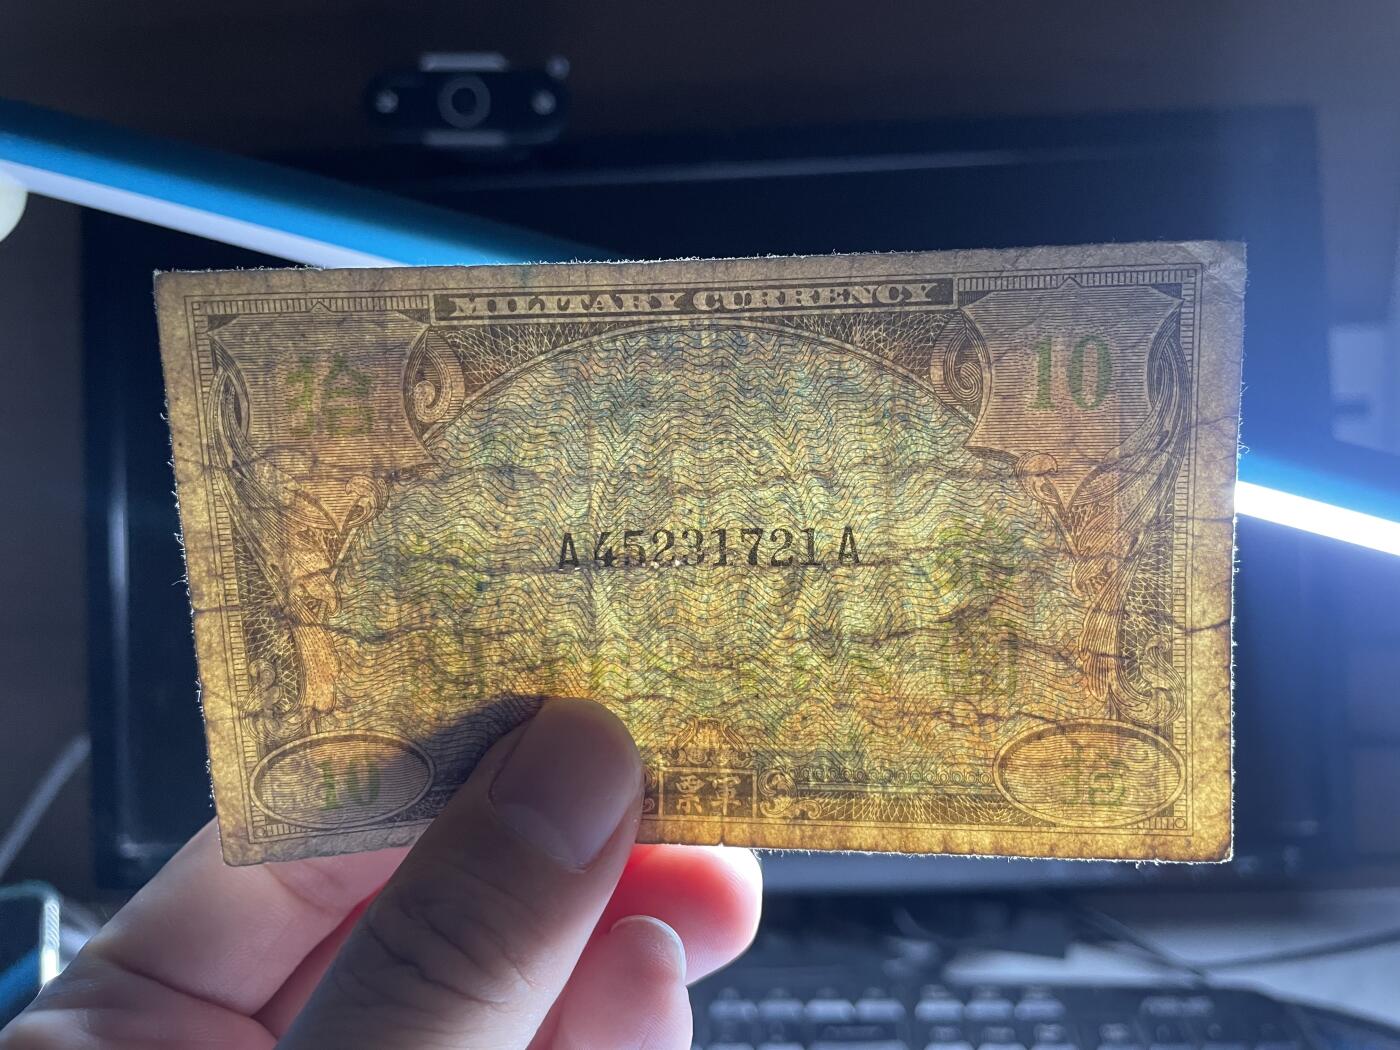 MILITARY CURRENCY
拾 10
A45231721A
10 票軍 拾